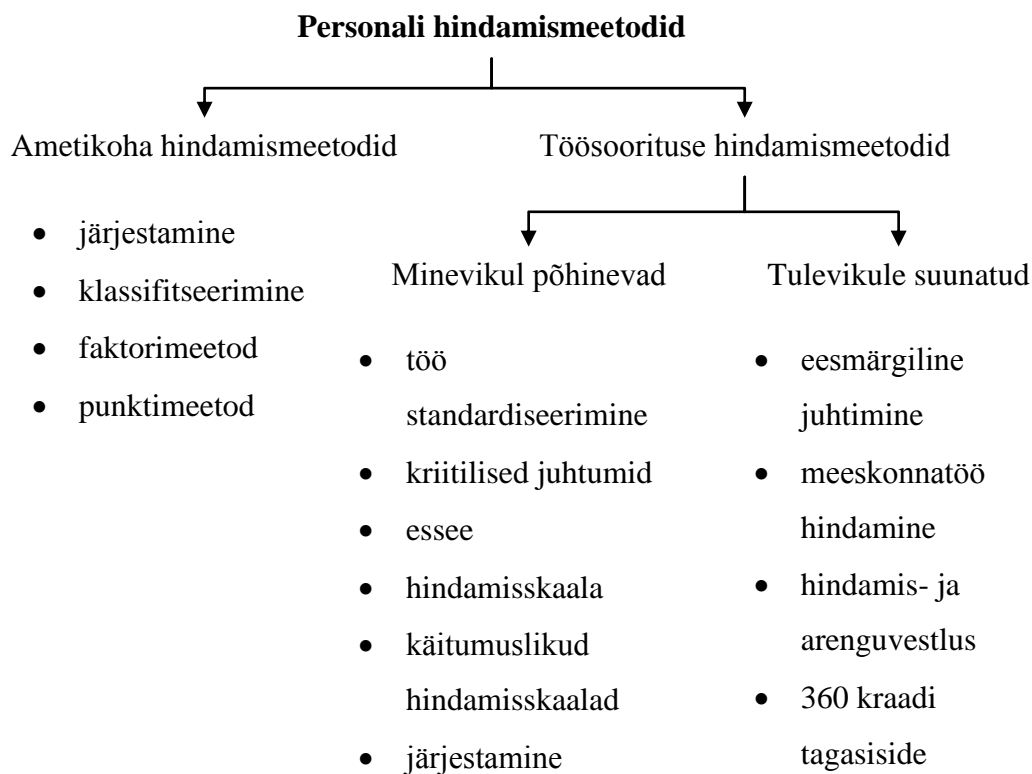 Personali hindamismeetodid
Ametikoha hindamismeetodid
järjestamine
klassifitseerimine
faktorimeetod
punktimeetod
Töösoorituse hindamismeetodid
Minevikul põhinevad
töö
standardiseerimine
kriitilised juhtumid
essee
hindamisskaala
käitumuslikud
hindamisskaalad
järjestamine
Tulevikule suunatud
eesmärgiline
juhtimine
meeskonnatöö
hindamine
hindamis- ja
arenguvestlus
360 kraadi
tagasiside